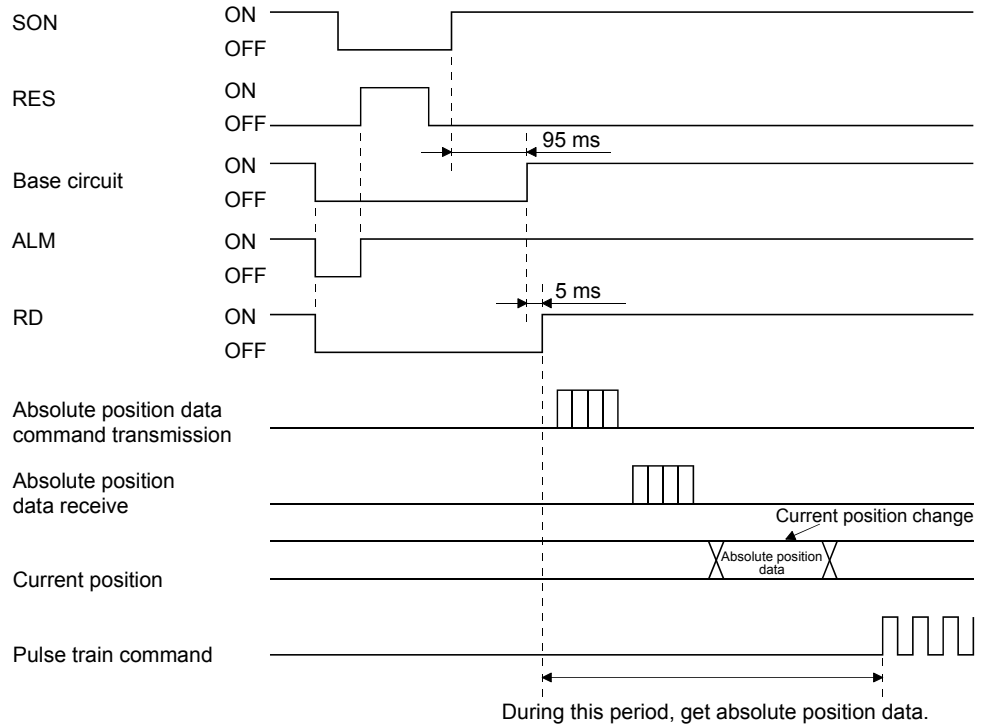 SON
ON
OFF
RES
ON
OFF
95 ms
Base circuit
ON
OFF
ALM
ON
OFF
5 ms
RD
ON
OFF
Absolute position data
command transmission
Absolute position
data receive
Current position change
Current position
Absolute position
data
Pulse train command
During this period, get absolute position data.